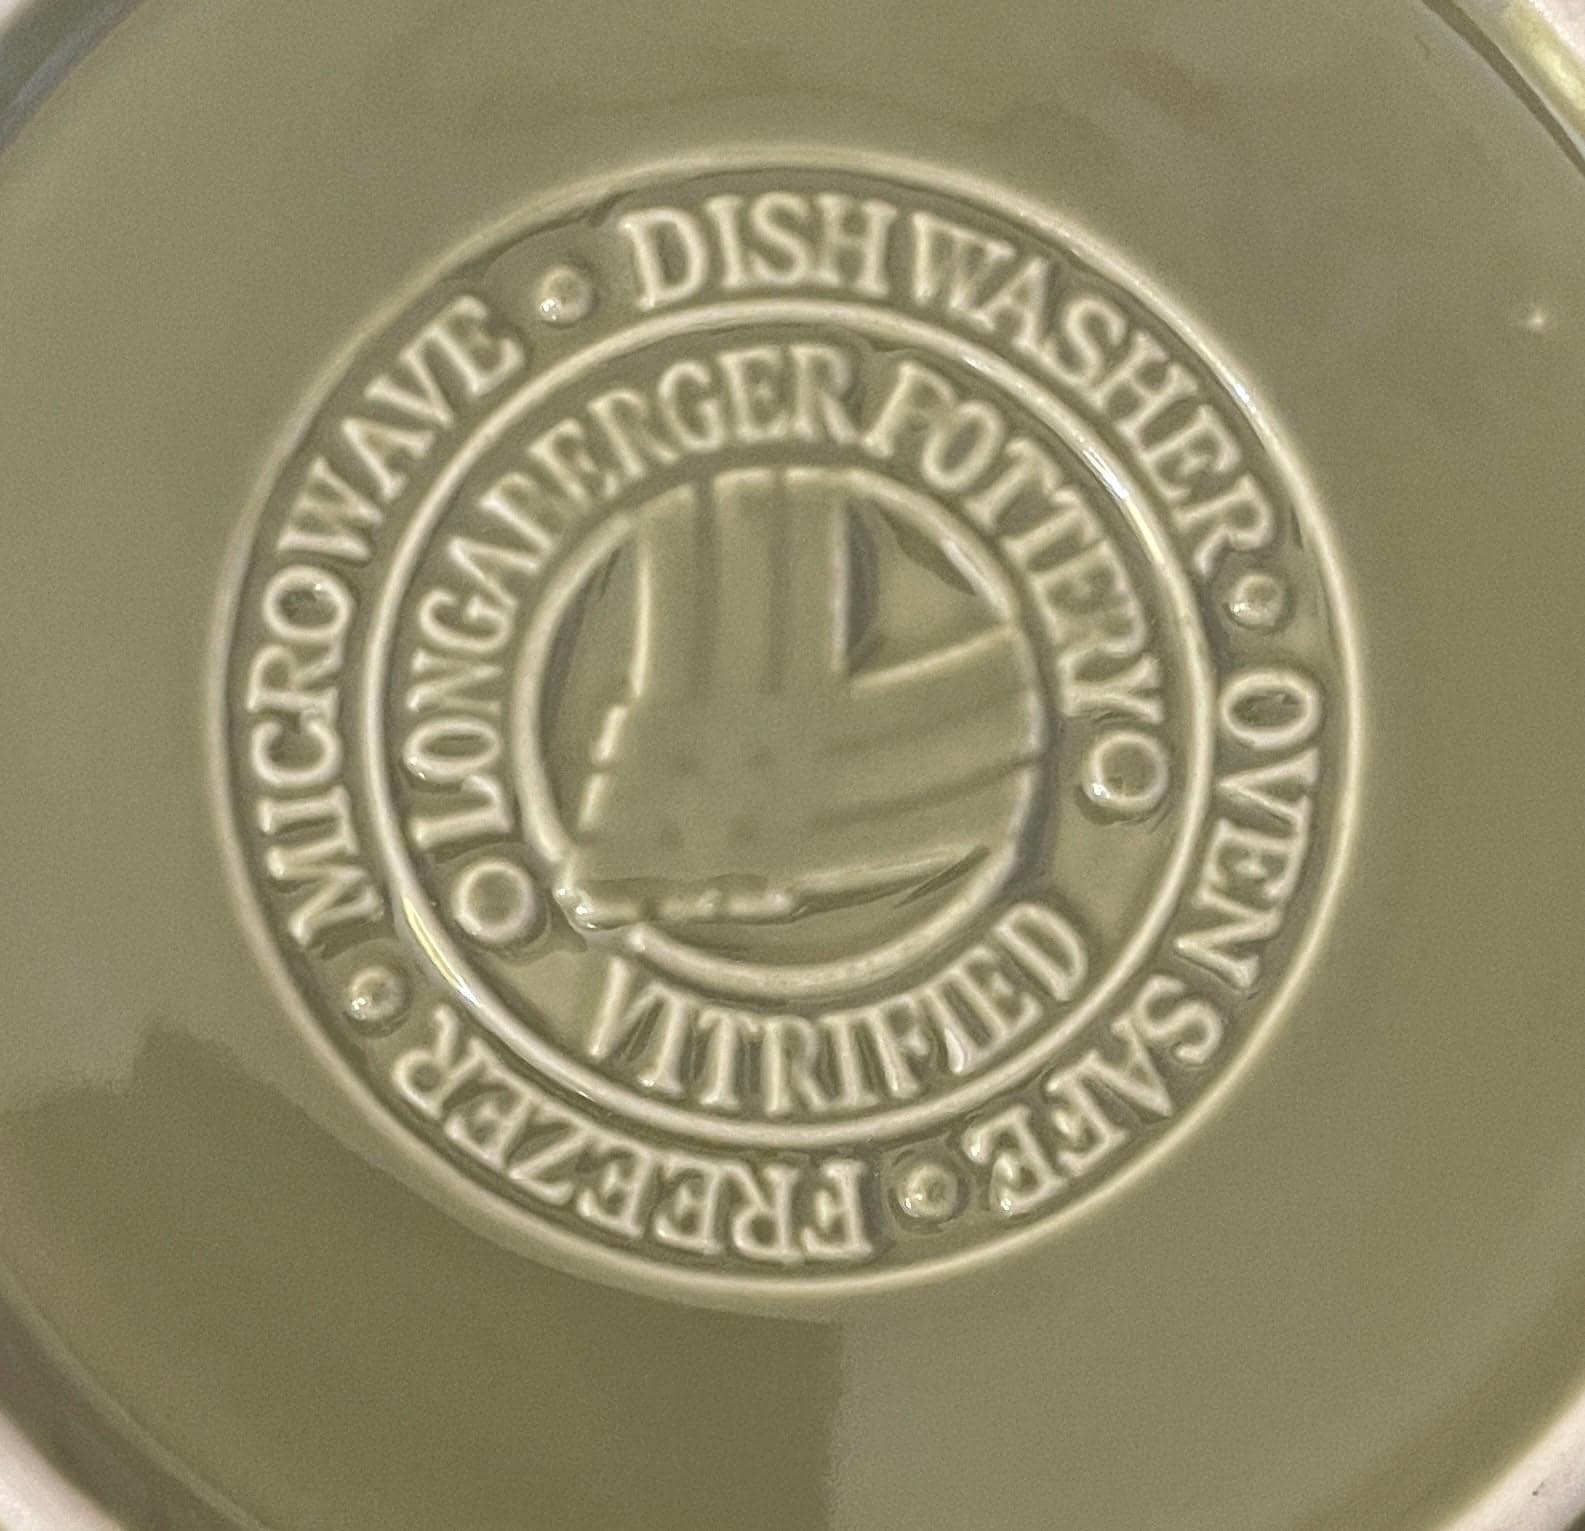 MICROWAVE • DISHWASHER • OVEN SAFE • FREEZER •
LONGABERGER POTTERY
VITRIFIED